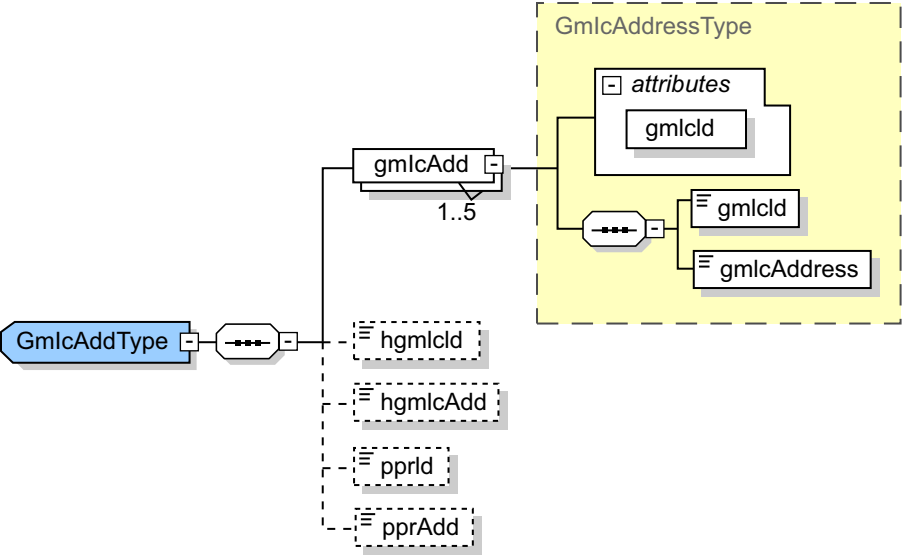 GmlcAddressType
attributes
gmlcId
gmlcAdd
1..5
gmlcId
gmlcAddress
GmlcAddType
hgmlcId
hgmlcAdd
pprId
pprAdd